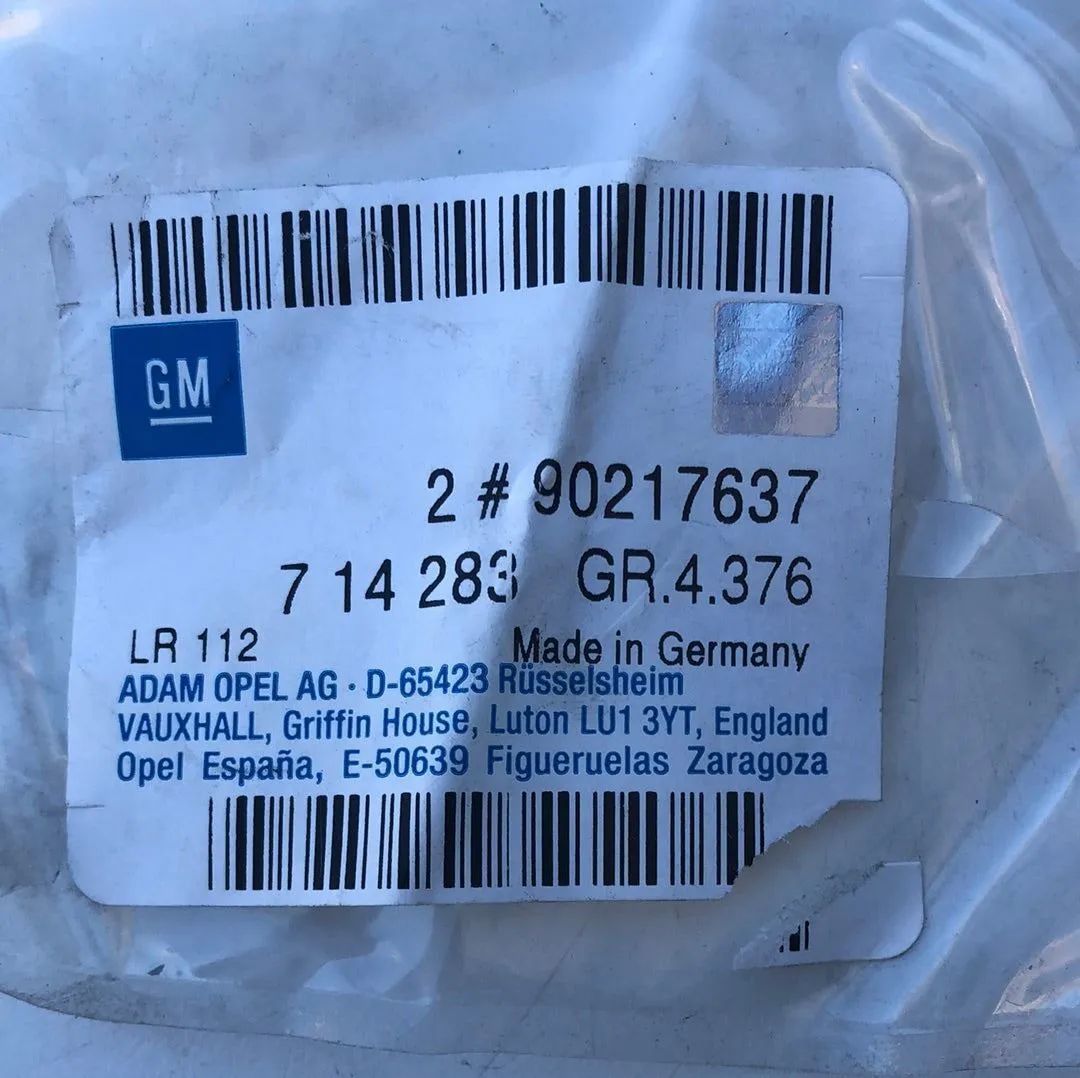 GM
2 # 90217637
7 14 283 GR.4.376
LR 112 Made in Germany
ADAM OPEL AG · D-65423 Rüsselsheim
VAUXHALL, Griffin House, Luton LU1 3YT, England
Opel España, E-50639 Figueruelas Zaragoza